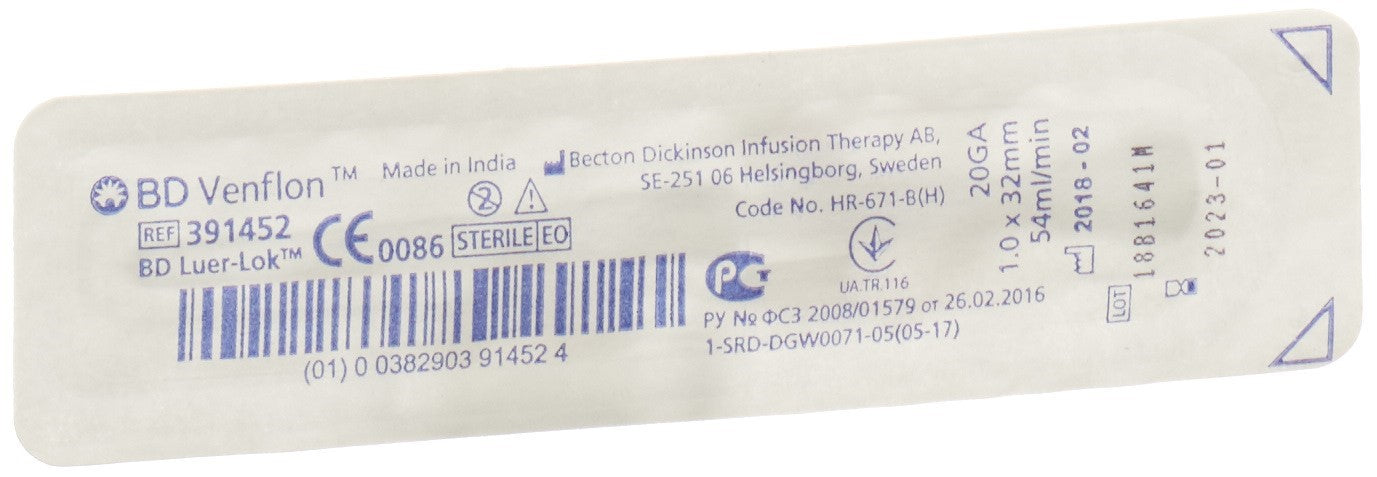 BD Venflon™
Made in India
REF 391452
BD Luer-Lok™
CE 0086
STERILE EO
2
(01) 0 0382903 91452 4
Becton Dickinson Infusion Therapy AB,
SE-251 06 Helsingborg, Sweden
Code No. HR-671-B(H)
РСТ
UA.TR.116
РУ № ФСЗ 2008/01579 от 26.02.2016
1-SRD-DGW0071-05(05-17)
20GA
1.0 x 32mm
54ml/min
2018-02
LOT 1881641M
2023-01